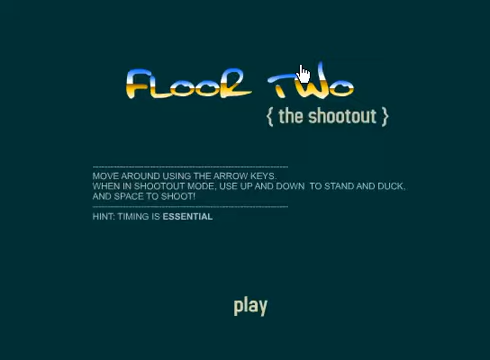 FLOOR TWO
{ the shootout }
MOVE AROUND USING THE ARROW KEYS.
WHEN IN SHOOTOUT MODE, USE UP AND DOWN TO STAND AND DUCK,
AND SPACE TO SHOOT!
HINT: TIMING IS ESSENTIAL
play